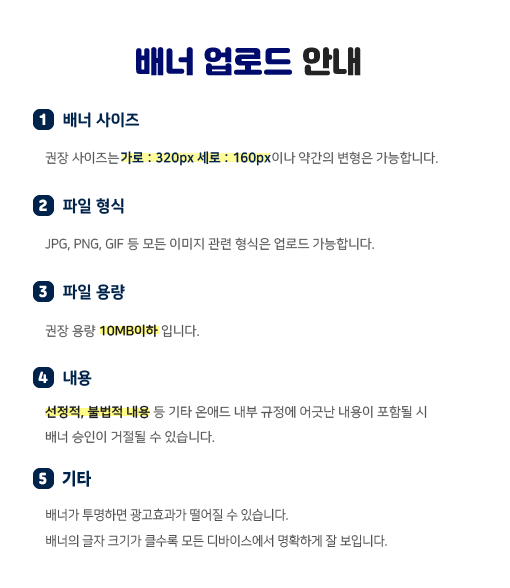 배너 업로드 안내
1 배너 사이즈
권장 사이즈는 가로 : 320px 세로 : 160px이나 약간의 변형은 가능합니다.
2 파일 형식
JPG, PNG, GIF 등 모든 이미지 관련 형식은 업로드 가능합니다.
3 파일 용량
권장 용량 10MB이하 입니다.
4 내용
선정적, 불법적 내용 등 기타 온애드 내부 규정에 어긋난 내용이 포함될 시
배너 승인이 거절될 수 있습니다.
5 기타
배너가 투명하면 광고효과가 떨어질 수 있습니다.
배너의 글자 크기가 클수록 모든 디바이스에서 명확하게 잘 보입니다.